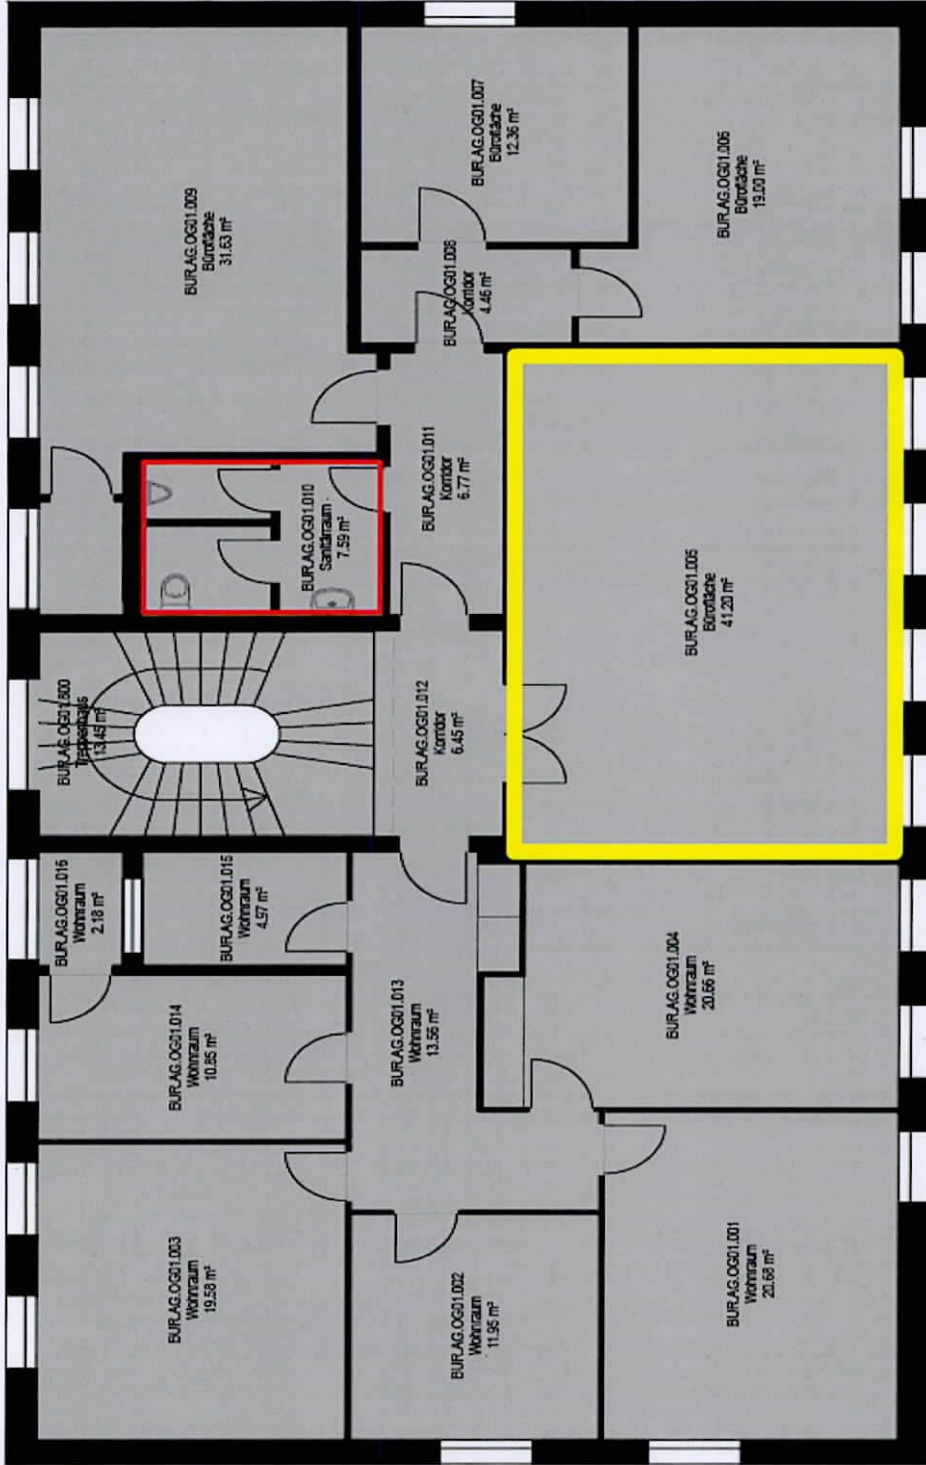 BUR.AG.OG01.009
Bürofläche
31.63 m²
BUR.AG.OG01.007
Bürofläche
12.36 m²
BUR.AG.OG01.006
Bürofläche
19.00 m²
BUR.AG.OG01.008
Korridor
4.46 m²
BUR.AG.OG01.011
Korridor
6.77 m²
BUR.AG.OG01.010
Sanitärraum
7.59 m²
BUR.AG.OG01.005
Bürofläche
41.20 m²
BUR.AG.OG01.600
Treppenhaus
13.45 m²
BUR.AG.OG01.012
Korridor
6.45 m²
BUR.AG.OG01.016
Wohnraum
2.18 m²
BUR.AG.OG01.015
Wohnraum
4.97 m²
BUR.AG.OG01.014
Wohnraum
10.85 m²
BUR.AG.OG01.013
Wohnraum
13.56 m²
BUR.AG.OG01.004
Wohnraum
20.66 m²
BUR.AG.OG01.003
Wohnraum
19.58 m²
BUR.AG.OG01.002
Wohnraum
11.95 m²
BUR.AG.OG01.001
Wohnraum
20.68 m²